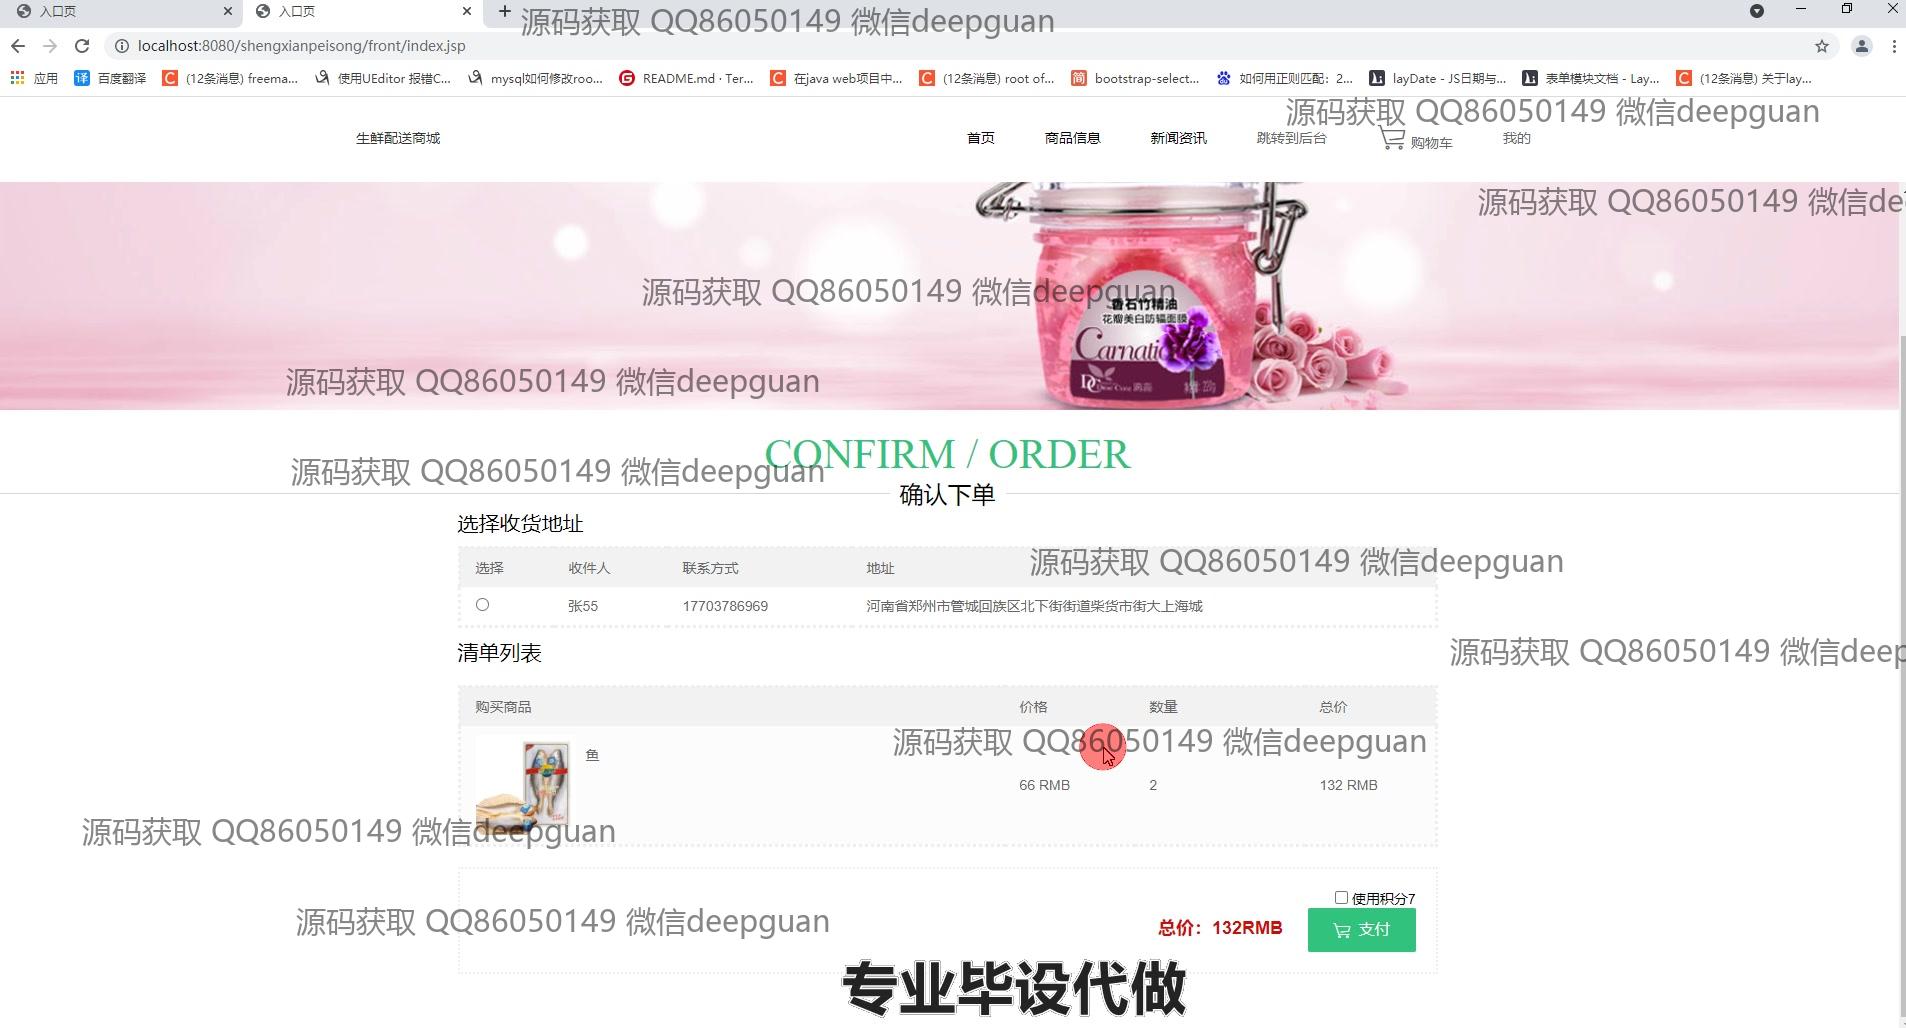 入口页
入口页
源码获取 QQ86050149 微信deepguan
localhost:8080/shengxianpeisong/front/index.jsp
应用 百度翻译 (12条消息) freema... 使用UEditor 报错C... mysql如何修改roo... README.md · Ter... 在java web项目中... (12条消息) root of... bootstrap-select... 如何用正则匹配：2... layDate - JS日期与... 表单模块文档 - Lay... (12条消息) 关于lay...
源码获取 QQ86050149 微信deepguan
生鲜配送商城 首页 商品信息 新闻资讯 跳转到后台 购物车 我的
源码获取 QQ86050149 微信de
源码获取 QQ86050149 微信deepguan
香石竹精油
花瓣美白防辐面膜
Carnati
DC
源码获取 QQ86050149 微信deepguan
CONFIRM / ORDER
源码获取 QQ86050149 微信deepguan
确认下单
选择收货地址
源码获取 QQ86050149 微信deepguan
选择 收件人 联系方式 地址
张55 17703786969 河南省郑州市管城回族区北下街街道柴货市街大上海城
清单列表
源码获取 QQ86050149 微信deep
购买商品 价格 数量 总价
源码获取 QQ86050149 微信deepguan
鱼
66 RMB 2 132 RMB
源码获取 QQ86050149 微信deepguan
使用积分7
源码获取 QQ86050149 微信deepguan
总价：132RMB 支付
专业毕设代做